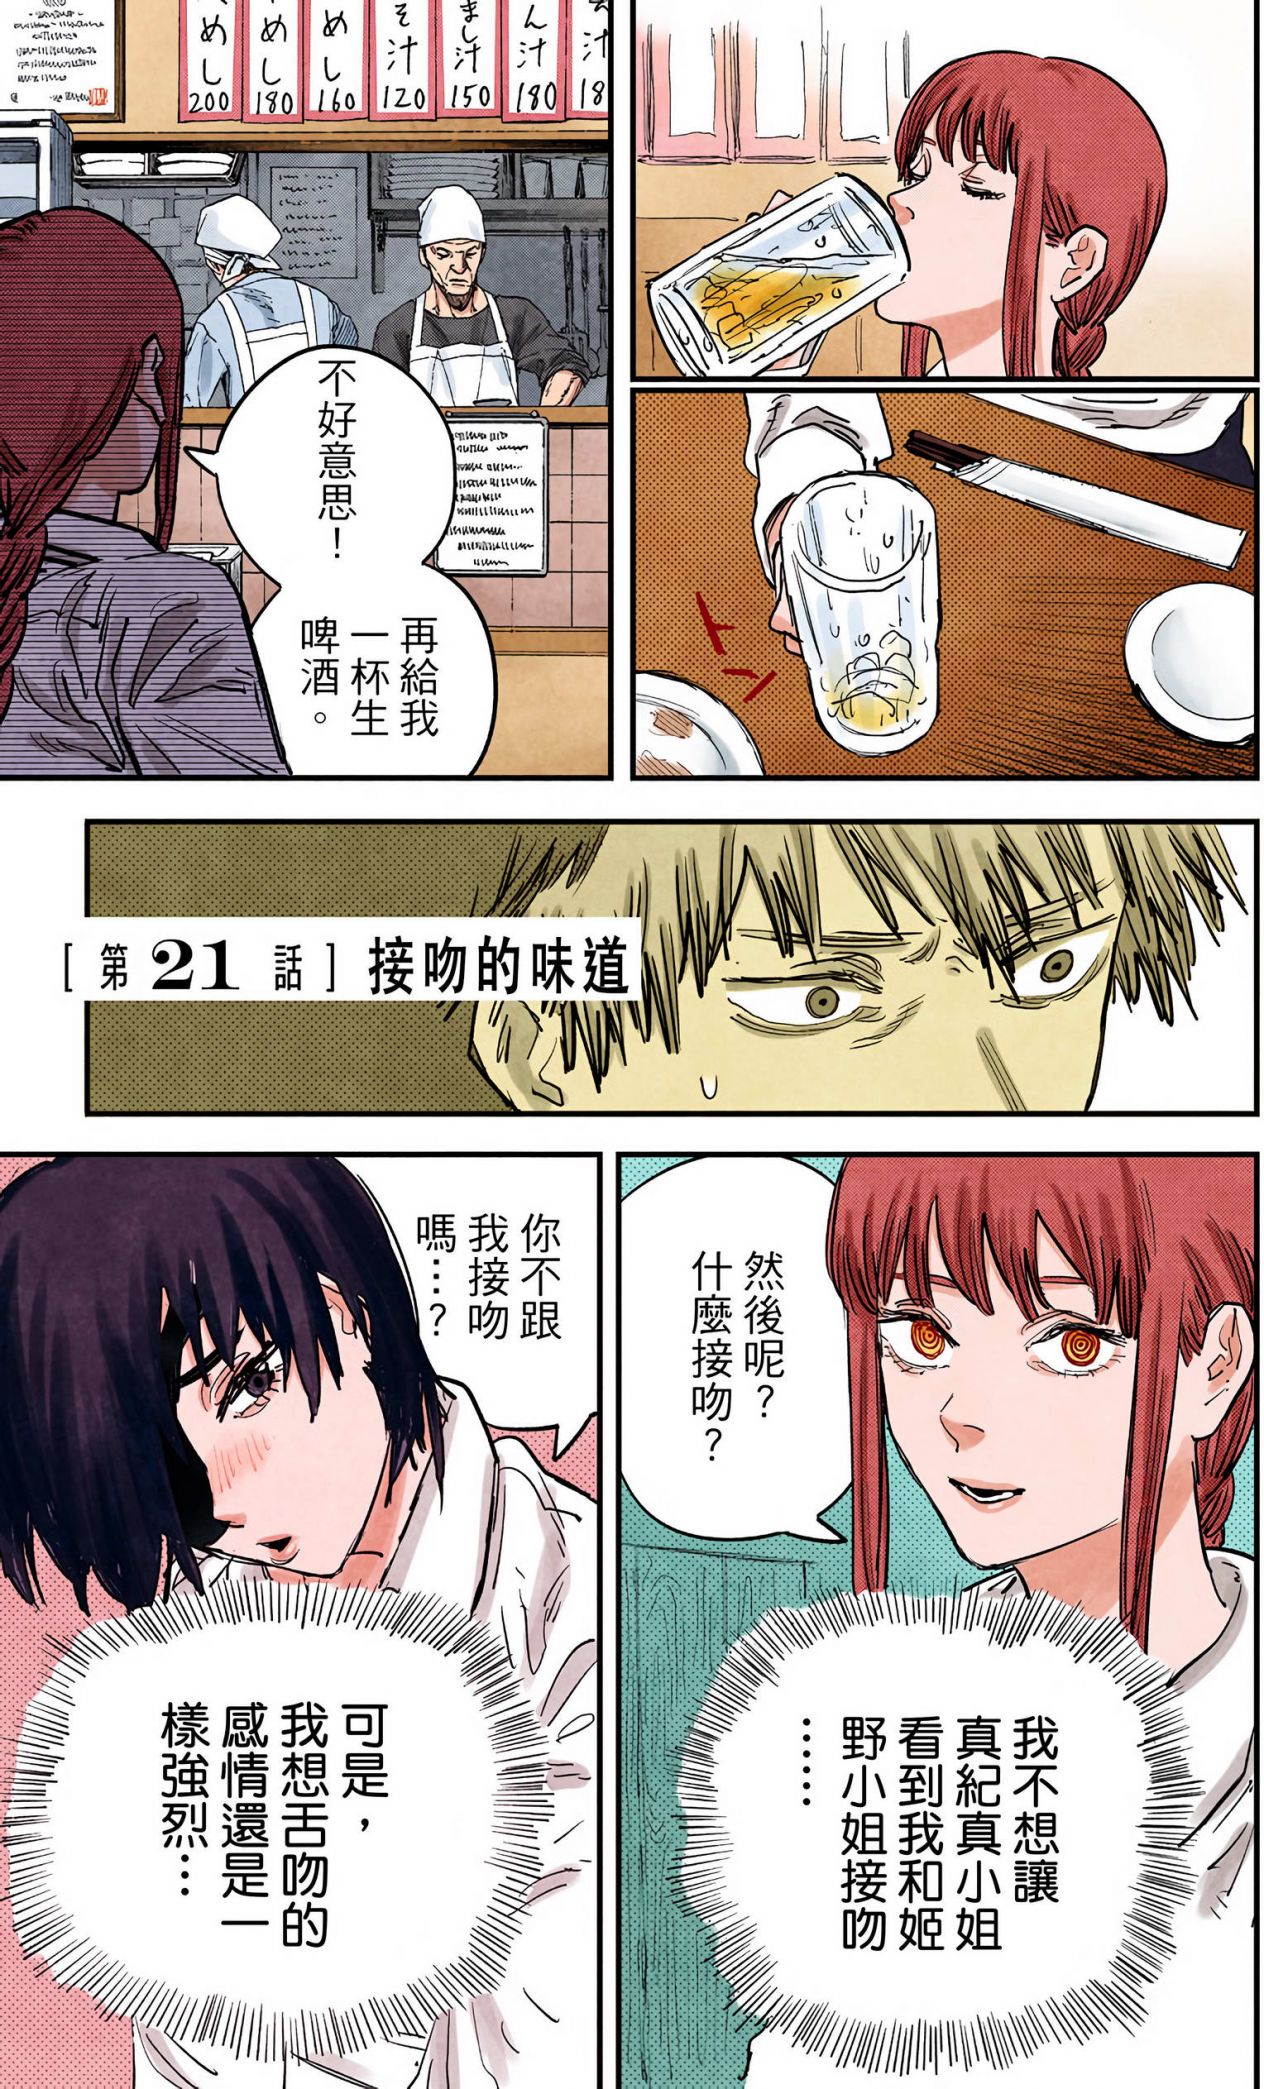 ト
ン
めし
200
めし
180
めし
160
そ汁
120
まし汁
150
ん汁
180
汁
18
不好意思！
再給我
一杯生
啤酒。
[ 第21話 ] 接吻的味道
然後呢？
什麼接吻？
我不想讓
真紀真小姐
看到我和姬
野小姐接吻
……
你不跟
我接吻
嗎…？
可是，
我想舌吻的
感情還是一
樣強烈…